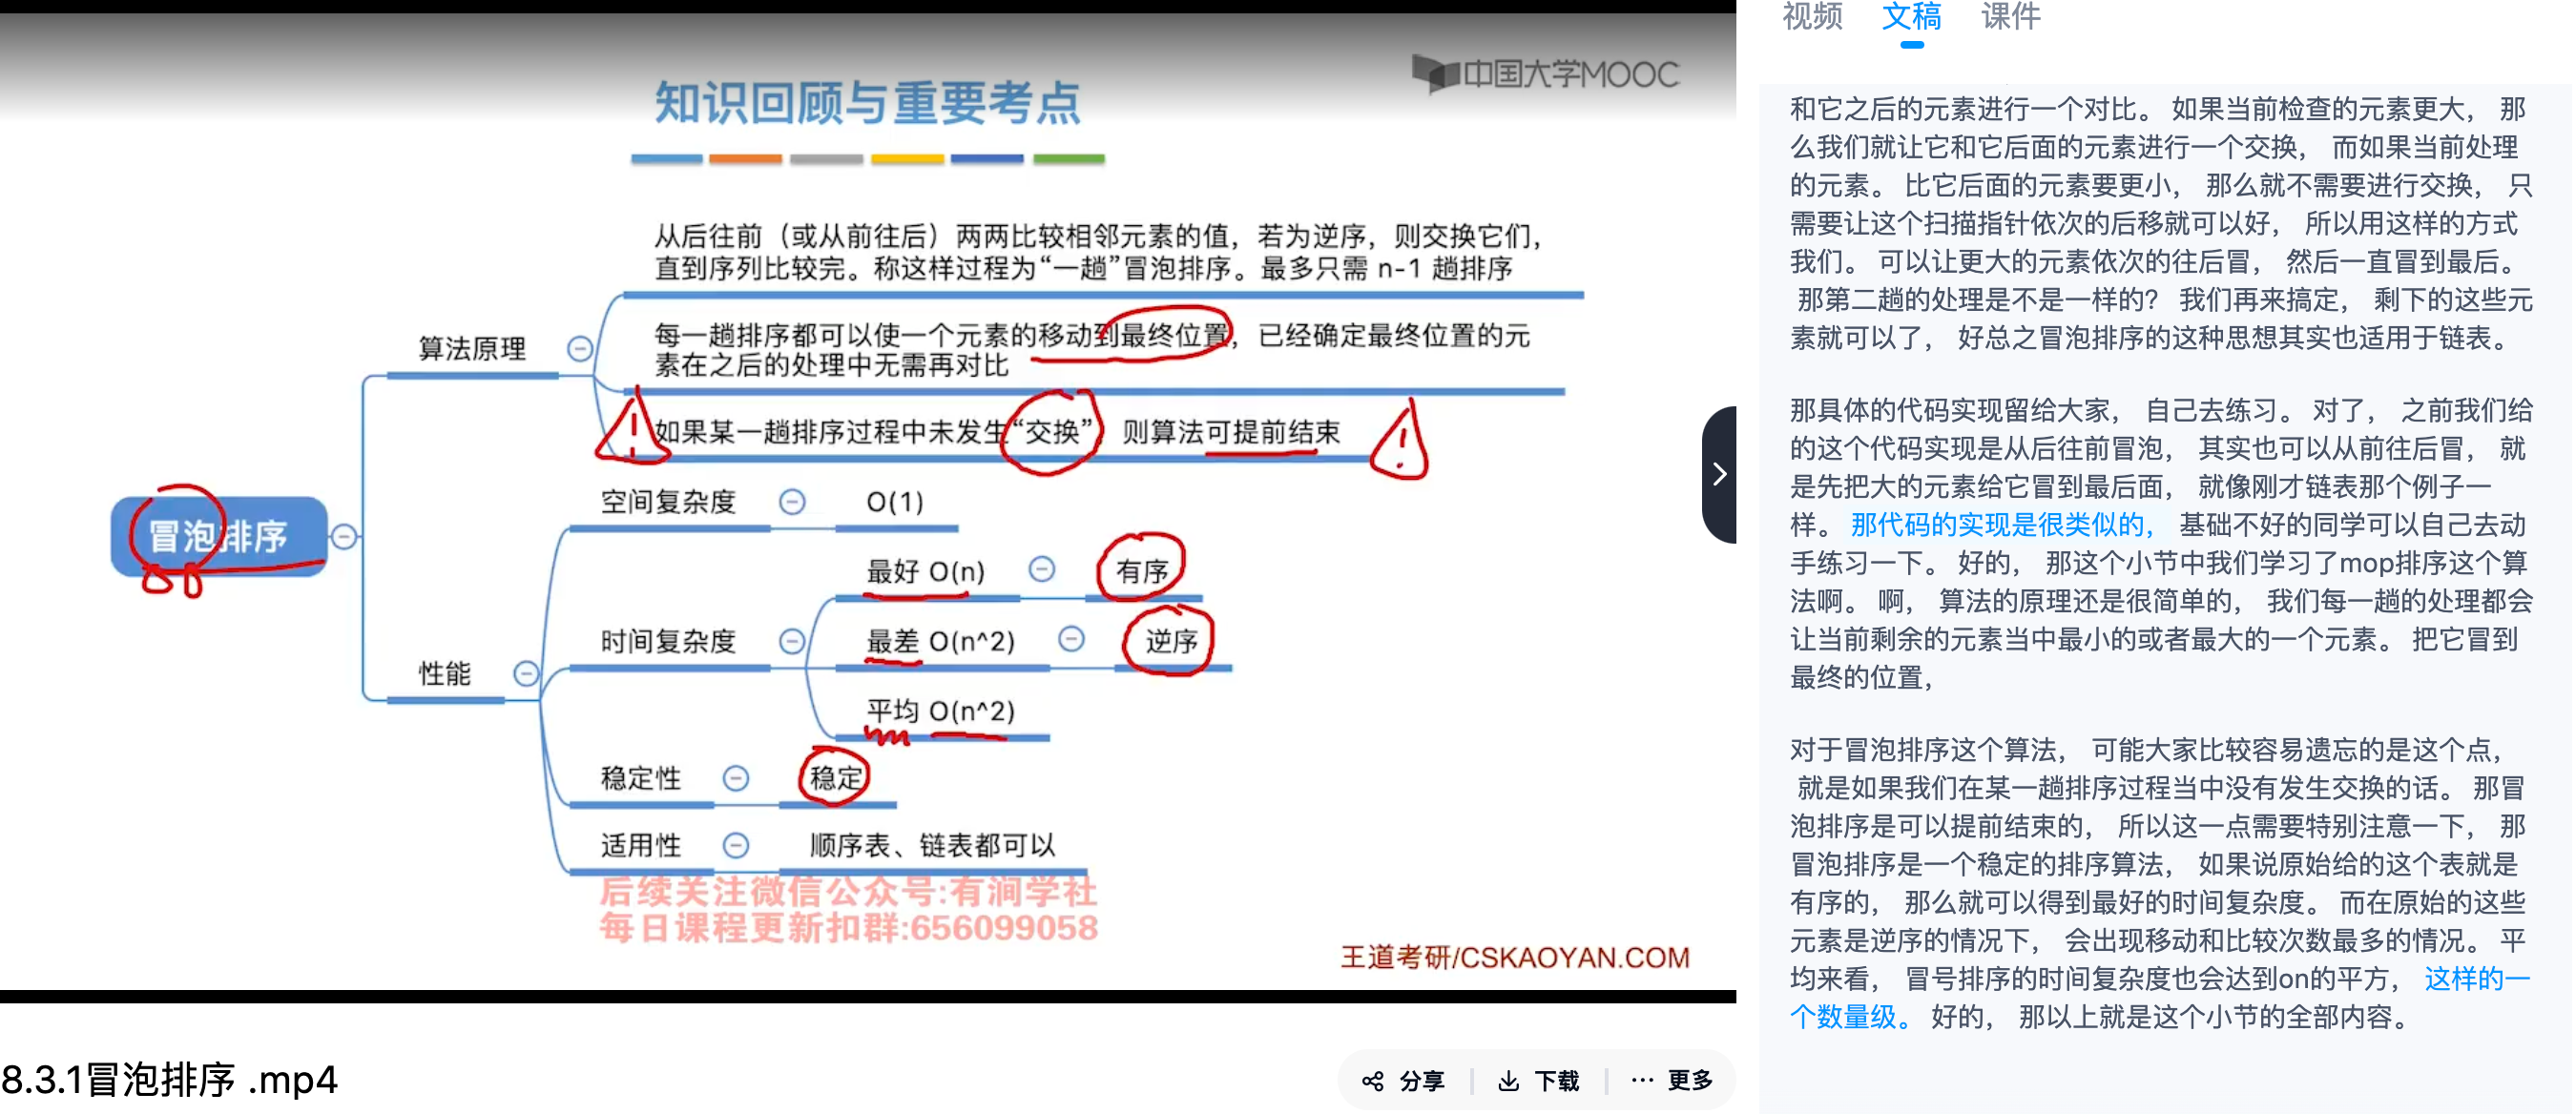 中国大学MOOC
知识回顾与重要考点
从后往前（或从前往后）两两比较相邻元素的值，若为逆序，则交换它们，
直到序列比较完。称这样过程为“一趟”冒泡排序。最多只需 n-1 趟排序
算法原理
每一趟排序都可以使一个元素的移动到最终位置，已经确定最终位置的元
素在之后的处理中无需再对比
如果某一趟排序过程中未发生“交换”，则算法可提前结束
冒泡排序
空间复杂度
O(1)
最好 O(n)
有序
时间复杂度
最差 O(n^2)
逆序
性能
平均 O(n^2)
稳定性
稳定
适用性
顺序表、链表都可以
后续关注微信公众号:有涧学社
每日课程更新扣群:656099058
王道考研/CSKAOYAN.COM
8.3.1冒泡排序 .mp4
分享
下载
更多
视频 文稿 课件
和它之后的元素进行一个对比。 如果当前检查的元素更大， 那
么我们就让它和它后面的元素进行一个交换， 而如果当前处理
的元素。 比它后面的元素要更小， 那么就不需要进行交换， 只
需要让这个扫描指针依次的后移就可以好， 所以用这样的方式
我们。 可以让更大的元素依次的往后冒， 然后一直冒到最后。
那第二趟的处理是不是一样的？ 我们再来搞定， 剩下的这些元
素就可以了， 好总之冒泡排序的这种思想其实也适用于链表。
那具体的代码实现留给大家， 自己去练习。 对了， 之前我们给
的这个代码实现是从后往前冒泡， 其实也可以从前往后冒， 就
是先把大的元素给它冒到最后面， 就像刚才链表那个例子一
样。 那代码的实现是很类似的， 基础不好的同学可以自己去动
手练习一下。 好的， 那这个小节中我们学习了mop排序这个算
法啊。 啊， 算法的原理还是很简单的， 我们每一趟的处理都会
让当前剩余的元素当中最小的或者最大的一个元素。 把它冒到
最终的位置，
对于冒泡排序这个算法， 可能大家比较容易遗忘的是这个点，
就是如果我们在某一趟排序过程当中没有发生交换的话。 那冒
泡排序是可以提前结束的， 所以这一点需要特别注意一下， 那
冒泡排序是一个稳定的排序算法， 如果说原始给的这个表就是
有序的， 那么就可以得到最好的时间复杂度。 而在原始的这些
元素是逆序的情况下， 会出现移动和比较次数最多的情况。 平
均来看， 冒号排序的时间复杂度也会达到on的平方， 这样的一
个数量级。 好的， 那以上就是这个小节的全部内容。